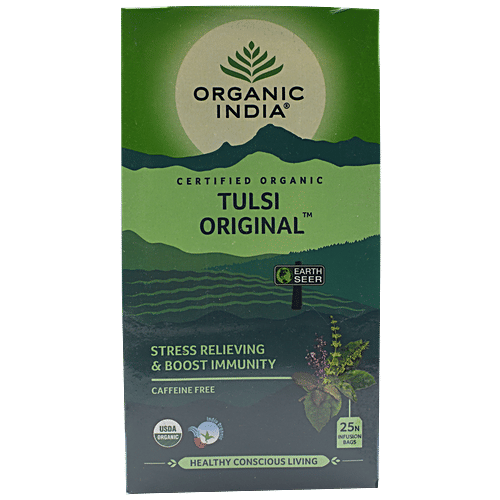 ORGANIC
INDIA®
CERTIFIED ORGANIC
TULSI
ORIGINAL™
EARTH
SEER
STRESS RELIEVING
& BOOST IMMUNITY
CAFFEINE FREE
USDA
ORGANIC
25N
INFUSION
BAGS
HEALTHY CONSCIOUS LIVING